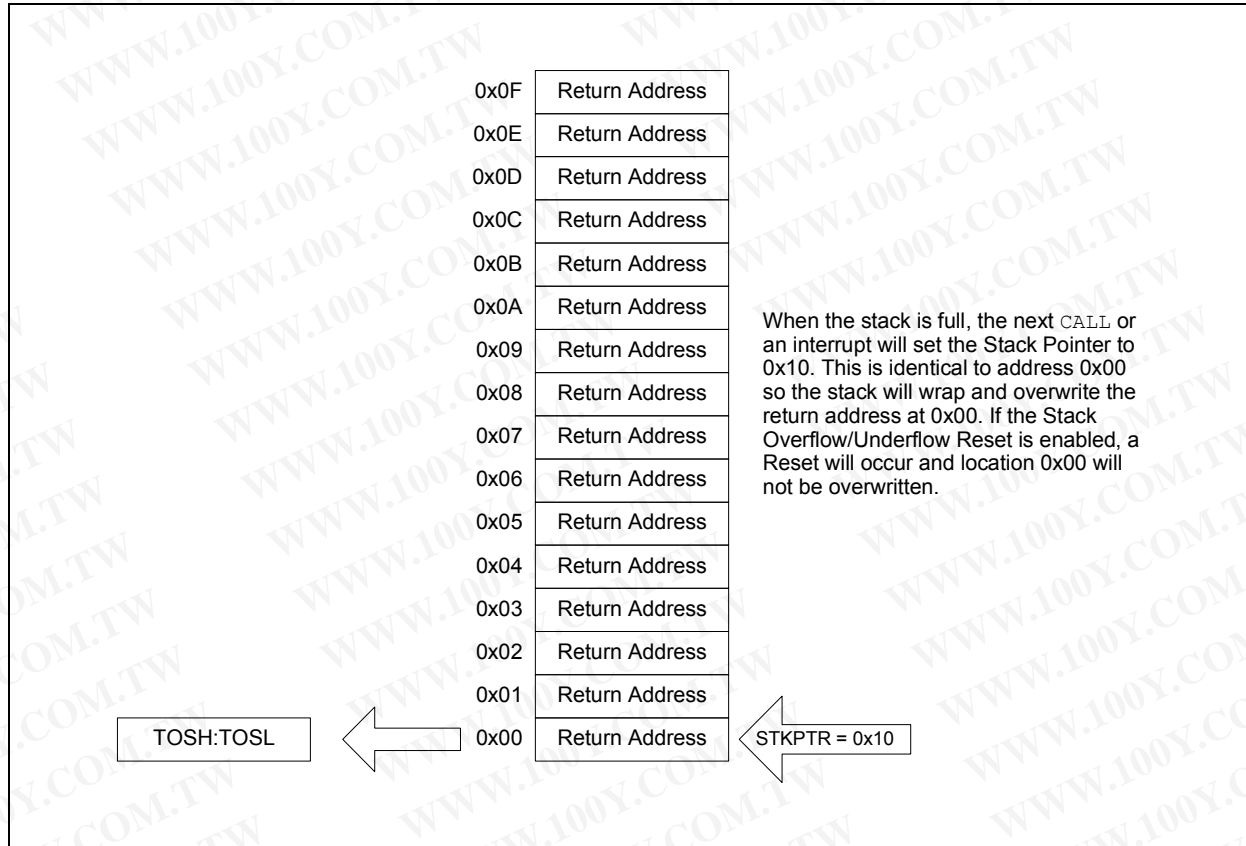 0x0F Return Address
0x0E Return Address
0x0D Return Address
0x0C Return Address
0x0B Return Address
0x0A Return Address
0x09 Return Address
0x08 Return Address
0x07 Return Address
0x06 Return Address
0x05 Return Address
0x04 Return Address
0x03 Return Address
0x02 Return Address
0x01 Return Address
TOSH:TOSL 0x00 Return Address STKPTR = 0x10
When the stack is full, the next CALL or
an interrupt will set the Stack Pointer to
0x10. This is identical to address 0x00
so the stack will wrap and overwrite the
return address at 0x00. If the Stack
Overflow/Underflow Reset is enabled, a
Reset will occur and location 0x00 will
not be overwritten.
WWW.100Y.COM.TW